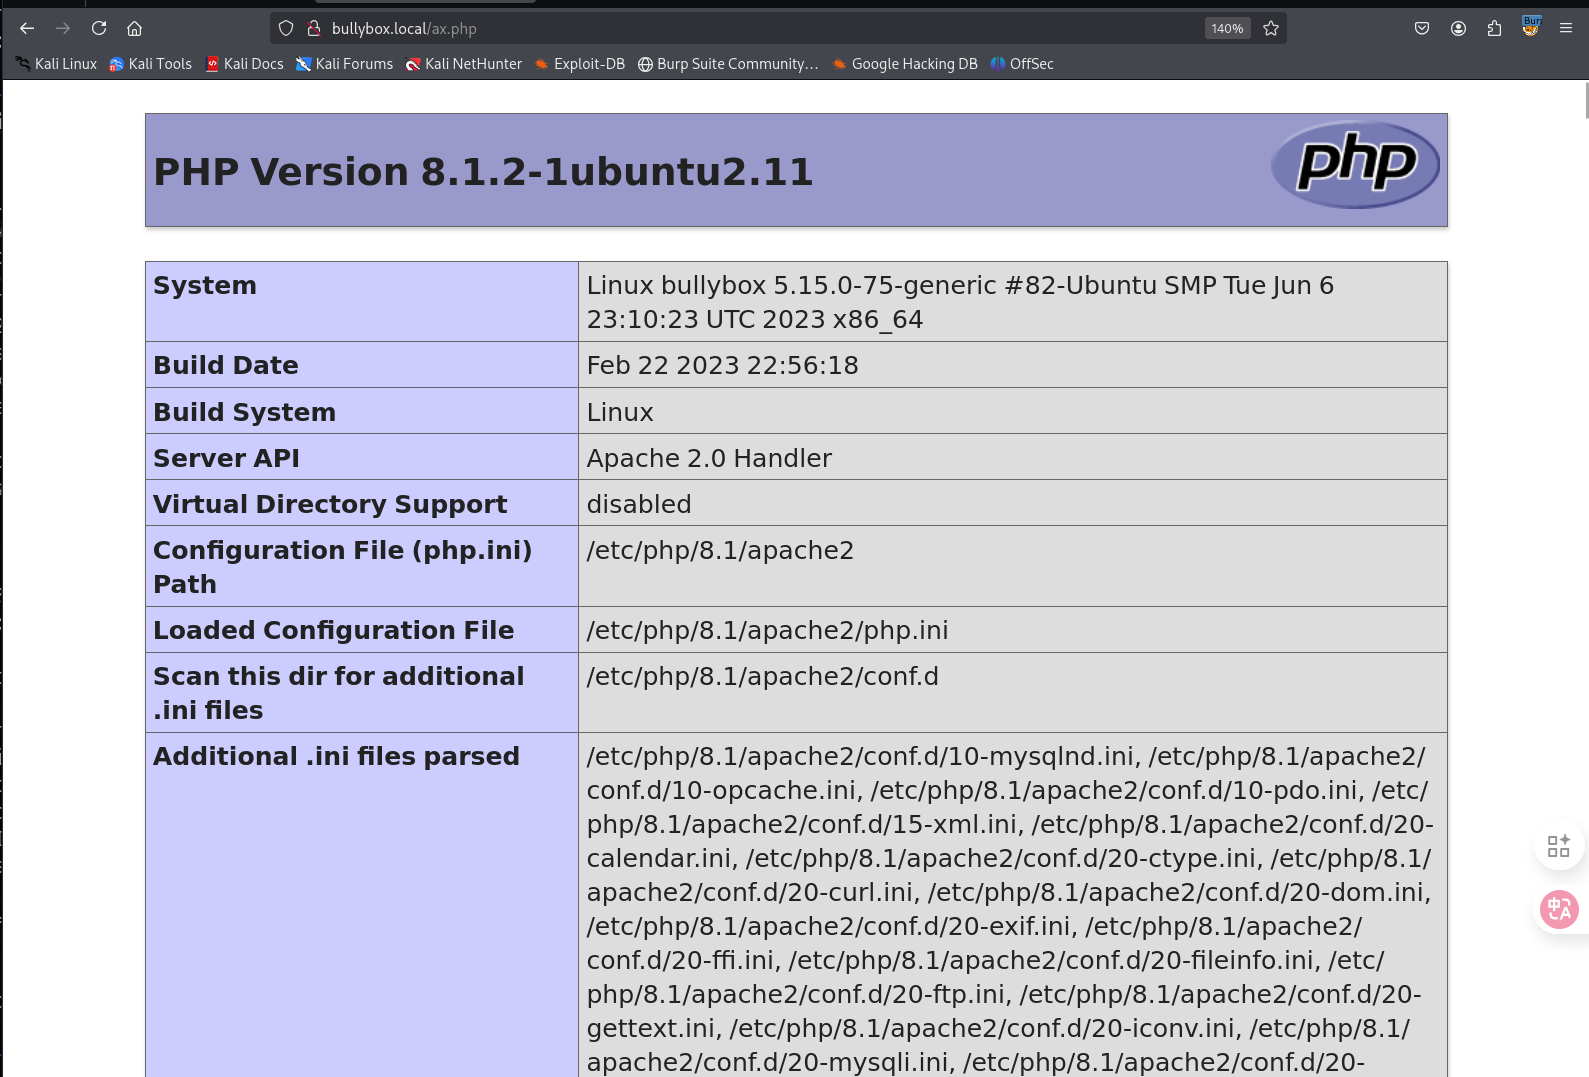 bullybox.local/ax.php
140%
Kali Linux
Kali Tools
Kali Docs
Kali Forums
Kali NetHunter
Exploit-DB
Burp Suite Community…
Google Hacking DB
OffSec
PHP Version 8.1.2-1ubuntu2.11
php
System
Linux bullybox 5.15.0-75-generic #82-Ubuntu SMP Tue Jun 6
23:10:23 UTC 2023 x86_64
Build Date
Feb 22 2023 22:56:18
Build System
Linux
Server API
Apache 2.0 Handler
Virtual Directory Support
disabled
Configuration File (php.ini)
Path
/etc/php/8.1/apache2
Loaded Configuration File
/etc/php/8.1/apache2/php.ini
Scan this dir for additional
.ini files
/etc/php/8.1/apache2/conf.d
Additional .ini files parsed
/etc/php/8.1/apache2/conf.d/10-mysqlnd.ini, /etc/php/8.1/apache2/
conf.d/10-opcache.ini, /etc/php/8.1/apache2/conf.d/10-pdo.ini, /etc/
php/8.1/apache2/conf.d/15-xml.ini, /etc/php/8.1/apache2/conf.d/20-
calendar.ini, /etc/php/8.1/apache2/conf.d/20-ctype.ini, /etc/php/8.1/
apache2/conf.d/20-curl.ini, /etc/php/8.1/apache2/conf.d/20-dom.ini,
/etc/php/8.1/apache2/conf.d/20-exif.ini, /etc/php/8.1/apache2/
conf.d/20-ffi.ini, /etc/php/8.1/apache2/conf.d/20-fileinfo.ini, /etc/
php/8.1/apache2/conf.d/20-ftp.ini, /etc/php/8.1/apache2/conf.d/20-
gettext.ini, /etc/php/8.1/apache2/conf.d/20-iconv.ini, /etc/php/8.1/
apache2/conf.d/20-mysqli.ini, /etc/php/8.1/apache2/conf.d/20-
中A